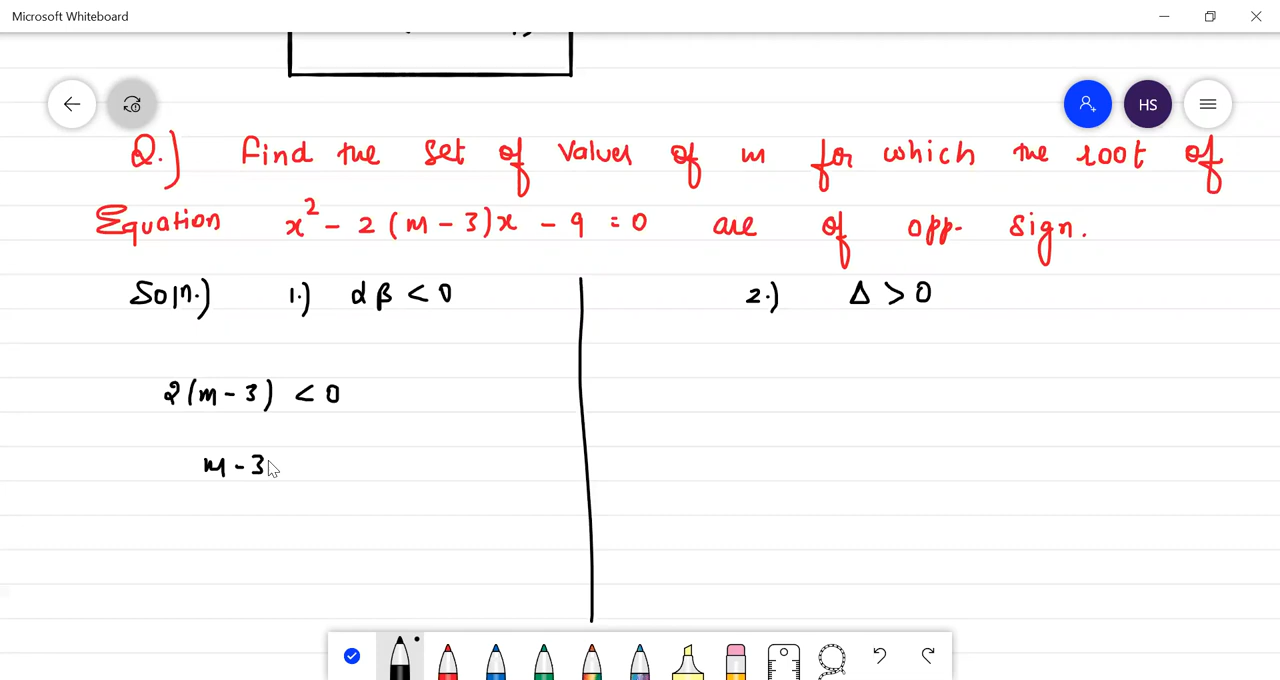 Microsoft Whiteboard
HS
Q.) Find the set of values of m for which the root of
Equation x² - 2(m-3)x - 9 = 0 are of opp. sign.
Soln.) 1.) αβ < 0
2(m-3) < 0
m-3
2.) Δ > 0